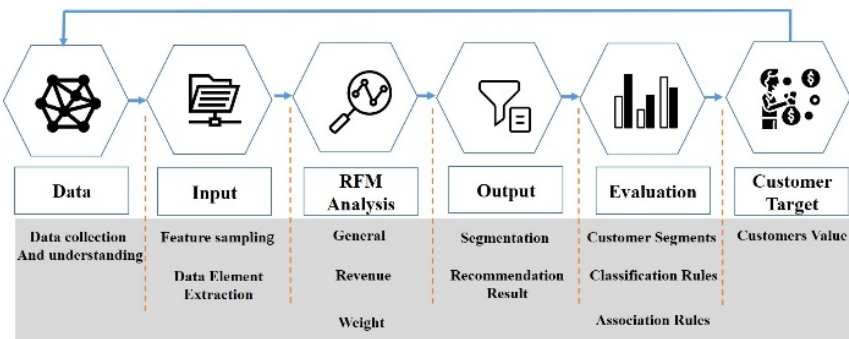 Data
Input
RFM
Analysis
Output
Evaluation
Customer
Target
Data collection
And understanding
Feature sampling
Data Element
Extraction
General
Revenue
Weight
Segmentation
Recommendation
Result
Customer Segments
Classification Rules
Association Rules
Customers Value